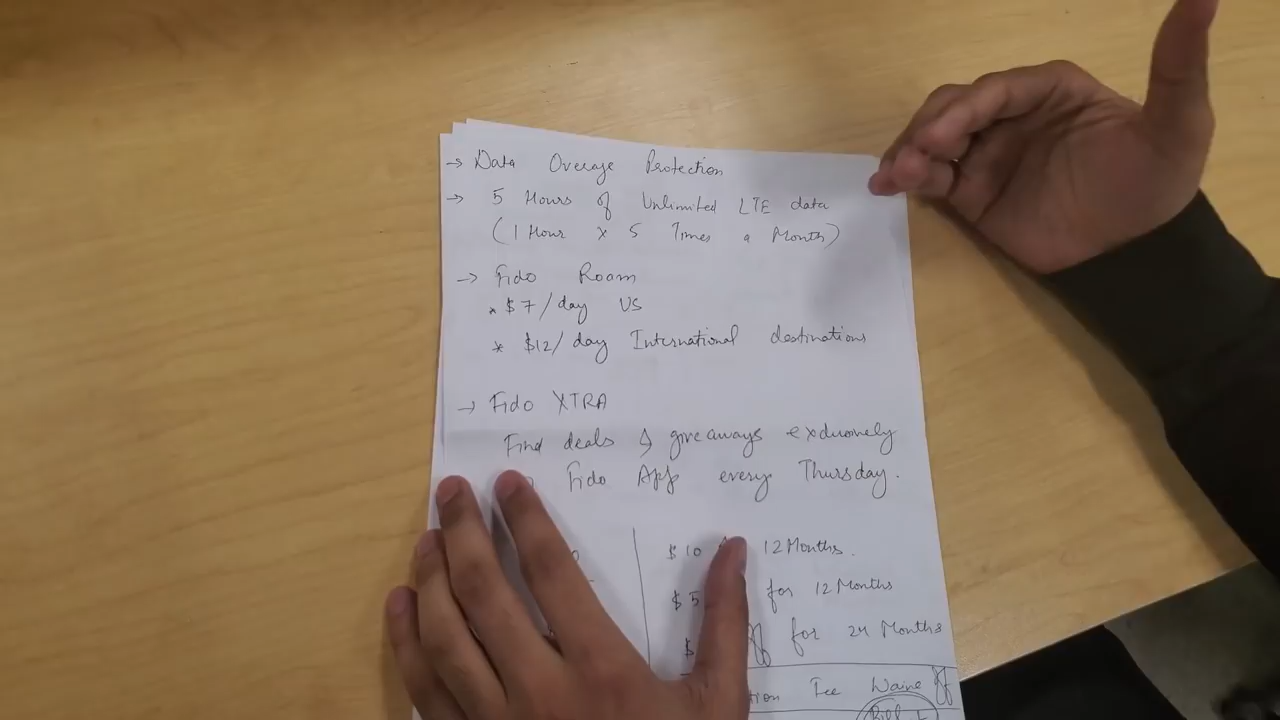 → Data Overage Protection
→ 5 Hours of Unlimited LTE data
(1 Hour x 5 Times a Month)
→ Fido Roam
* $7/day US
* $12/day International destinations
→ Fido XTRA
Find deals & giveaways exclusively
Fido App every Thursday.
$10 12 Months.
$5 for 12 Months
$ ff for 24 Months
Fee Waive ff